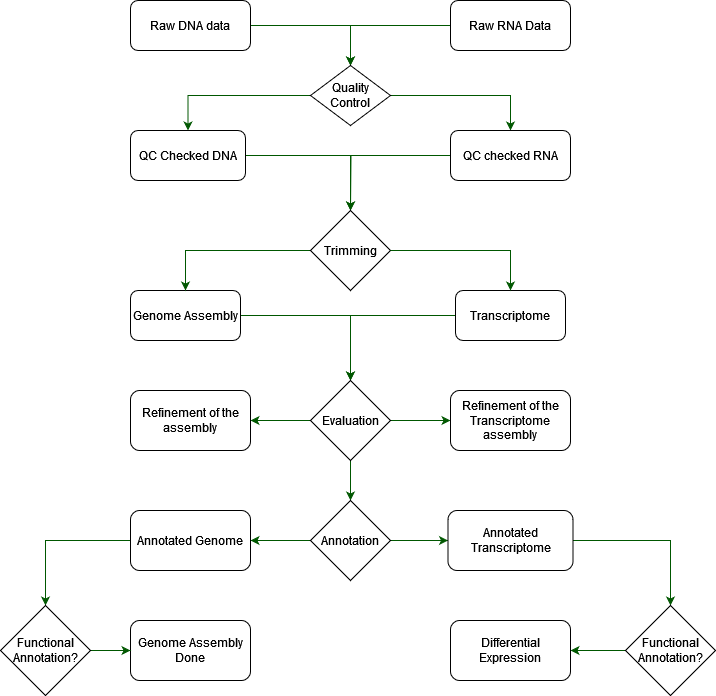 Raw DNA data
Raw RNA Data
Quality
Control
QC Checked DNA
QC checked RNA
Trimming
Genome Assembly
Transcriptome
Refinement of the
assembly
Evaluation
Refinement of the
Transcriptome
assembly
Annotated Genome
Annotation
Annotated
Transcriptome
Functional
Annotation?
Genome Assembly
Done
Differential
Expression
Functional
Annotation?